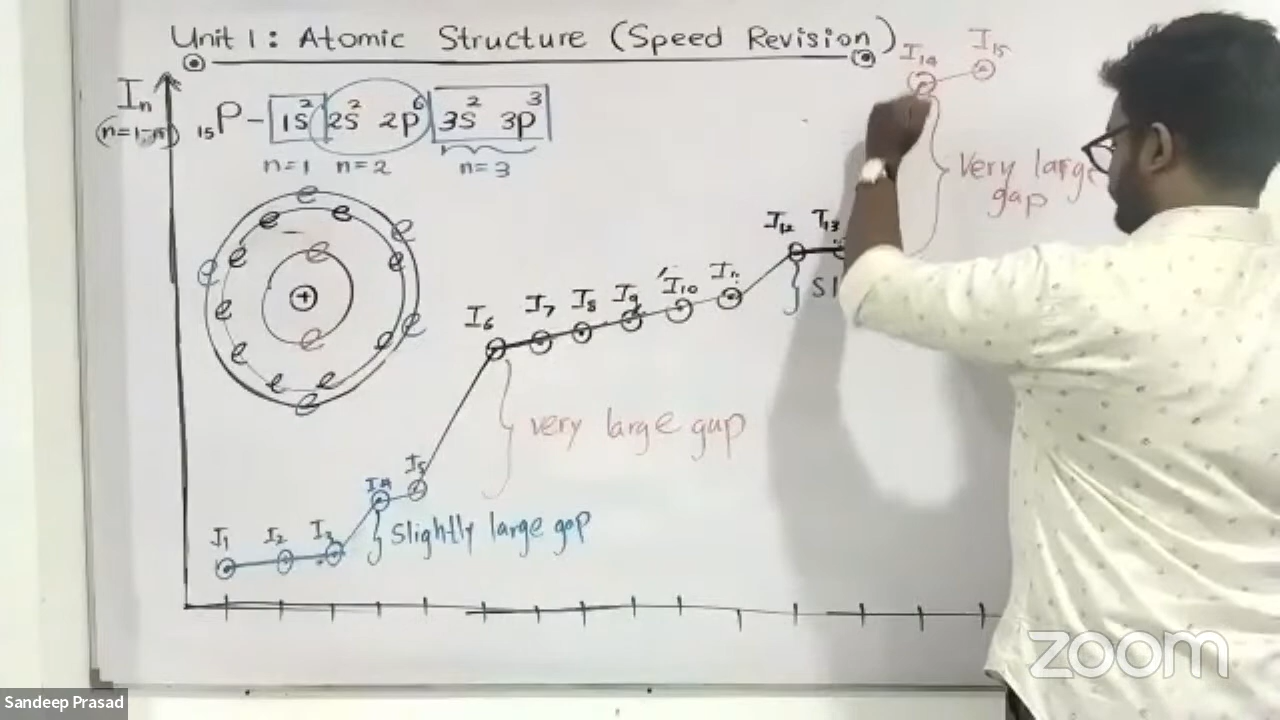 Unit 1: Atomic Structure (Speed Revision)
I₁₄ I₁₅
Iₙ
(n=1-15)
₁₅P - 1s² 2s² 2p⁶ 3s² 3p³
n=1 n=2 n=3
Very large
gap
e e e e e e e e e e e e e e e
+
I₁₂ I₁₃
I₆ I₇ I₈ I₉ I₁₀ I₁₁
Sl
very large gap
I₄ I₅
Slightly large gap
I₁ I₂ I₃
zoom
Sandeep Prasad